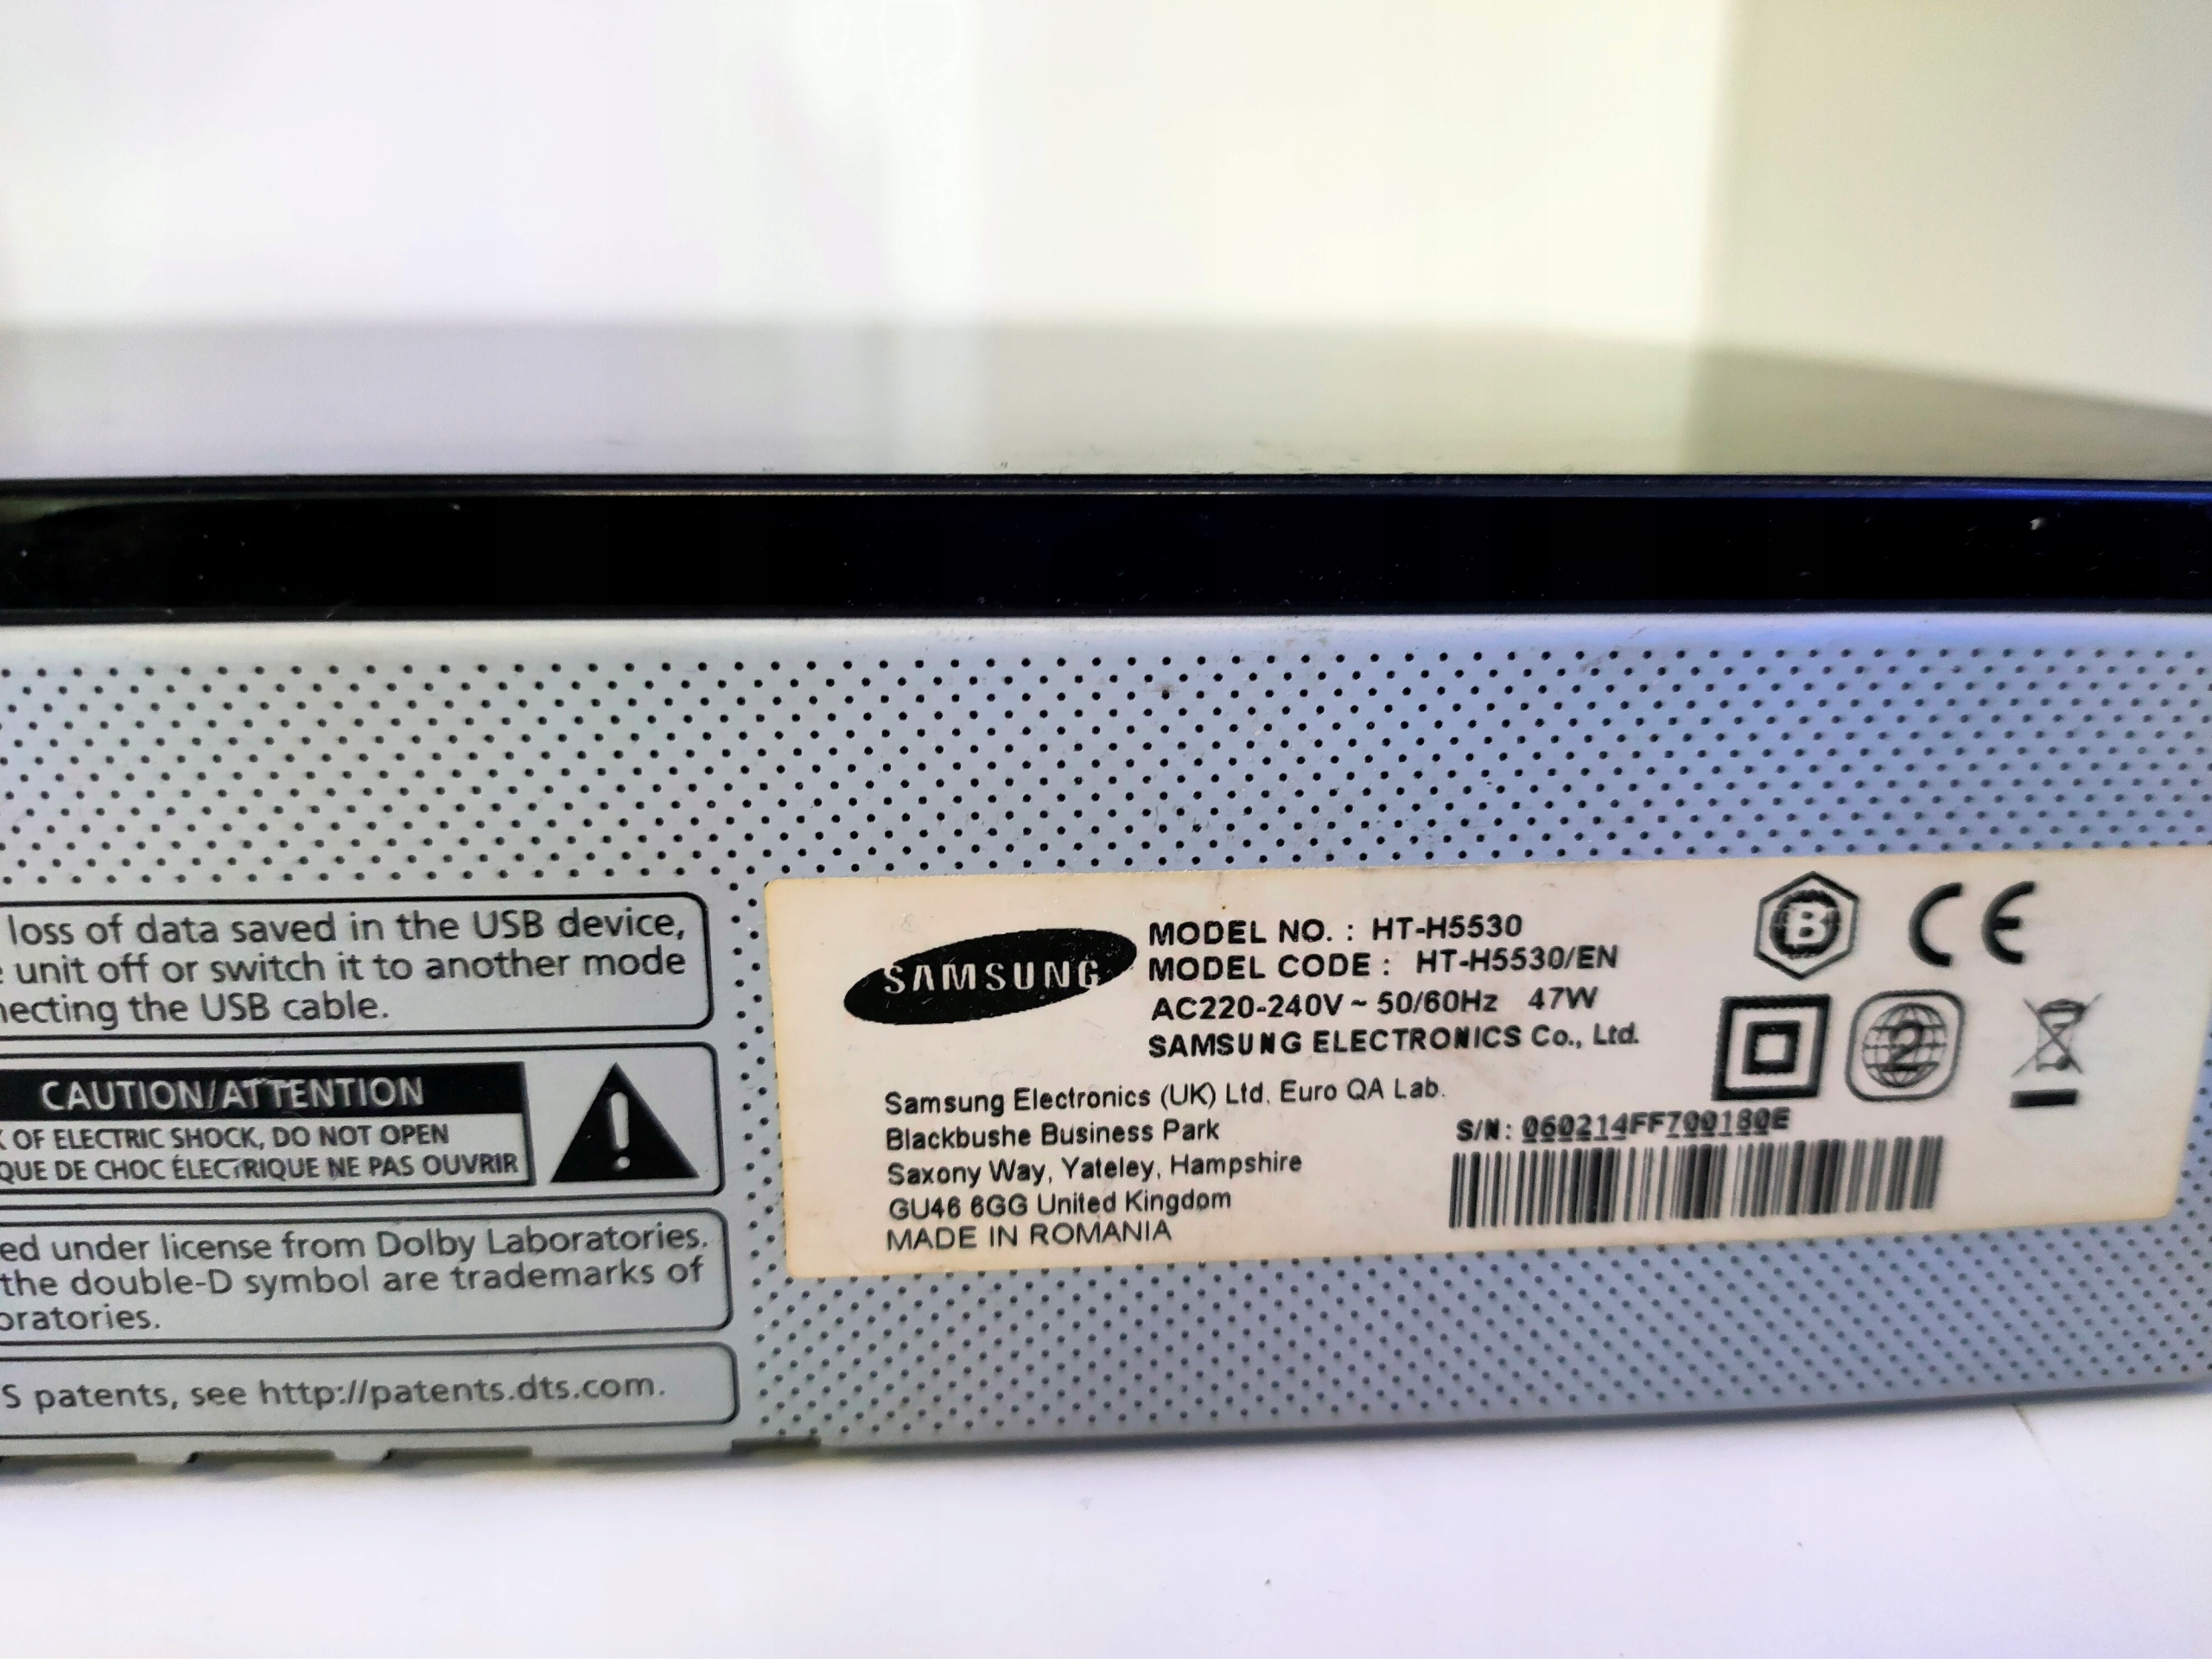 loss of data saved in the USB device,
unit off or switch it to another mode
necting the USB cable.
CAUTION/ATTENTION
OF ELECTRIC SHOCK, DO NOT OPEN
QUE DE CHOC ÉLECTRIQUE NE PAS OUVRIR
ed under license from Dolby Laboratories.
the double-D symbol are trademarks of
oratories.
S patents, see http://patents.dts.com.
SAMSUNG
MODEL NO. : HT-H5530
MODEL CODE : HT-H5530/EN
AC220-240V ~ 50/60Hz 47W
SAMSUNG ELECTRONICS Co., Ltd.
Samsung Electronics (UK) Ltd. Euro QA Lab.
Blackbushe Business Park
Saxony Way, Yateley, Hampshire
GU46 6GG United Kingdom
MADE IN ROMANIA
B
CE
2
S/N: 060214FF700180E